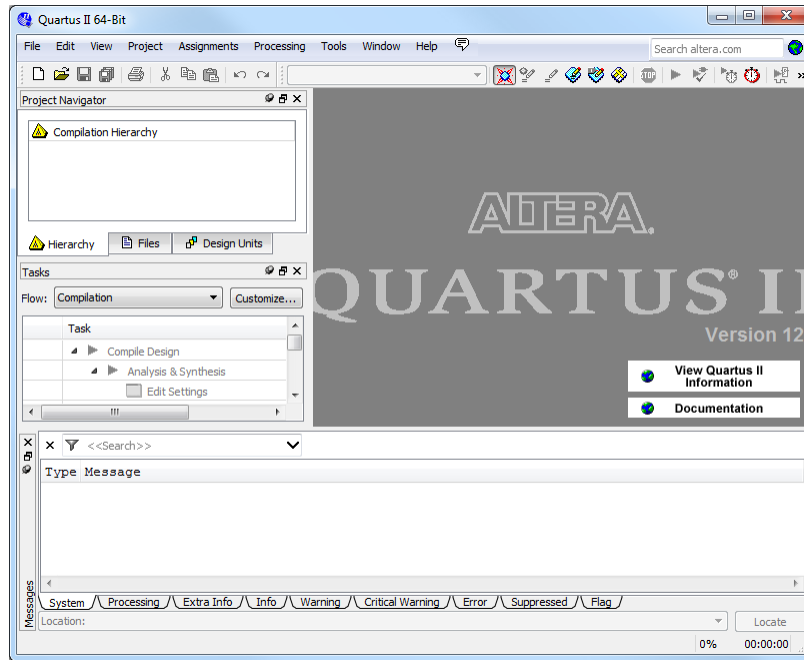 Quartus II 64-Bit
File Edit View Project Assignments Processing Tools Window Help
Search altera.com
STOP
Project Navigator
Compilation Hierarchy
Hierarchy Files Design Units
Tasks
Flow: Compilation Customize...
Task
Compile Design
Analysis & Synthesis
Edit Settings
ALTERA.
QUARTUS® II
Version 12
View Quartus II
Information
Documentation
<<Search>>
Type Message
Messages
System Processing Extra Info Info Warning Critical Warning Error Suppressed Flag
Location: Locate
0% 00:00:00